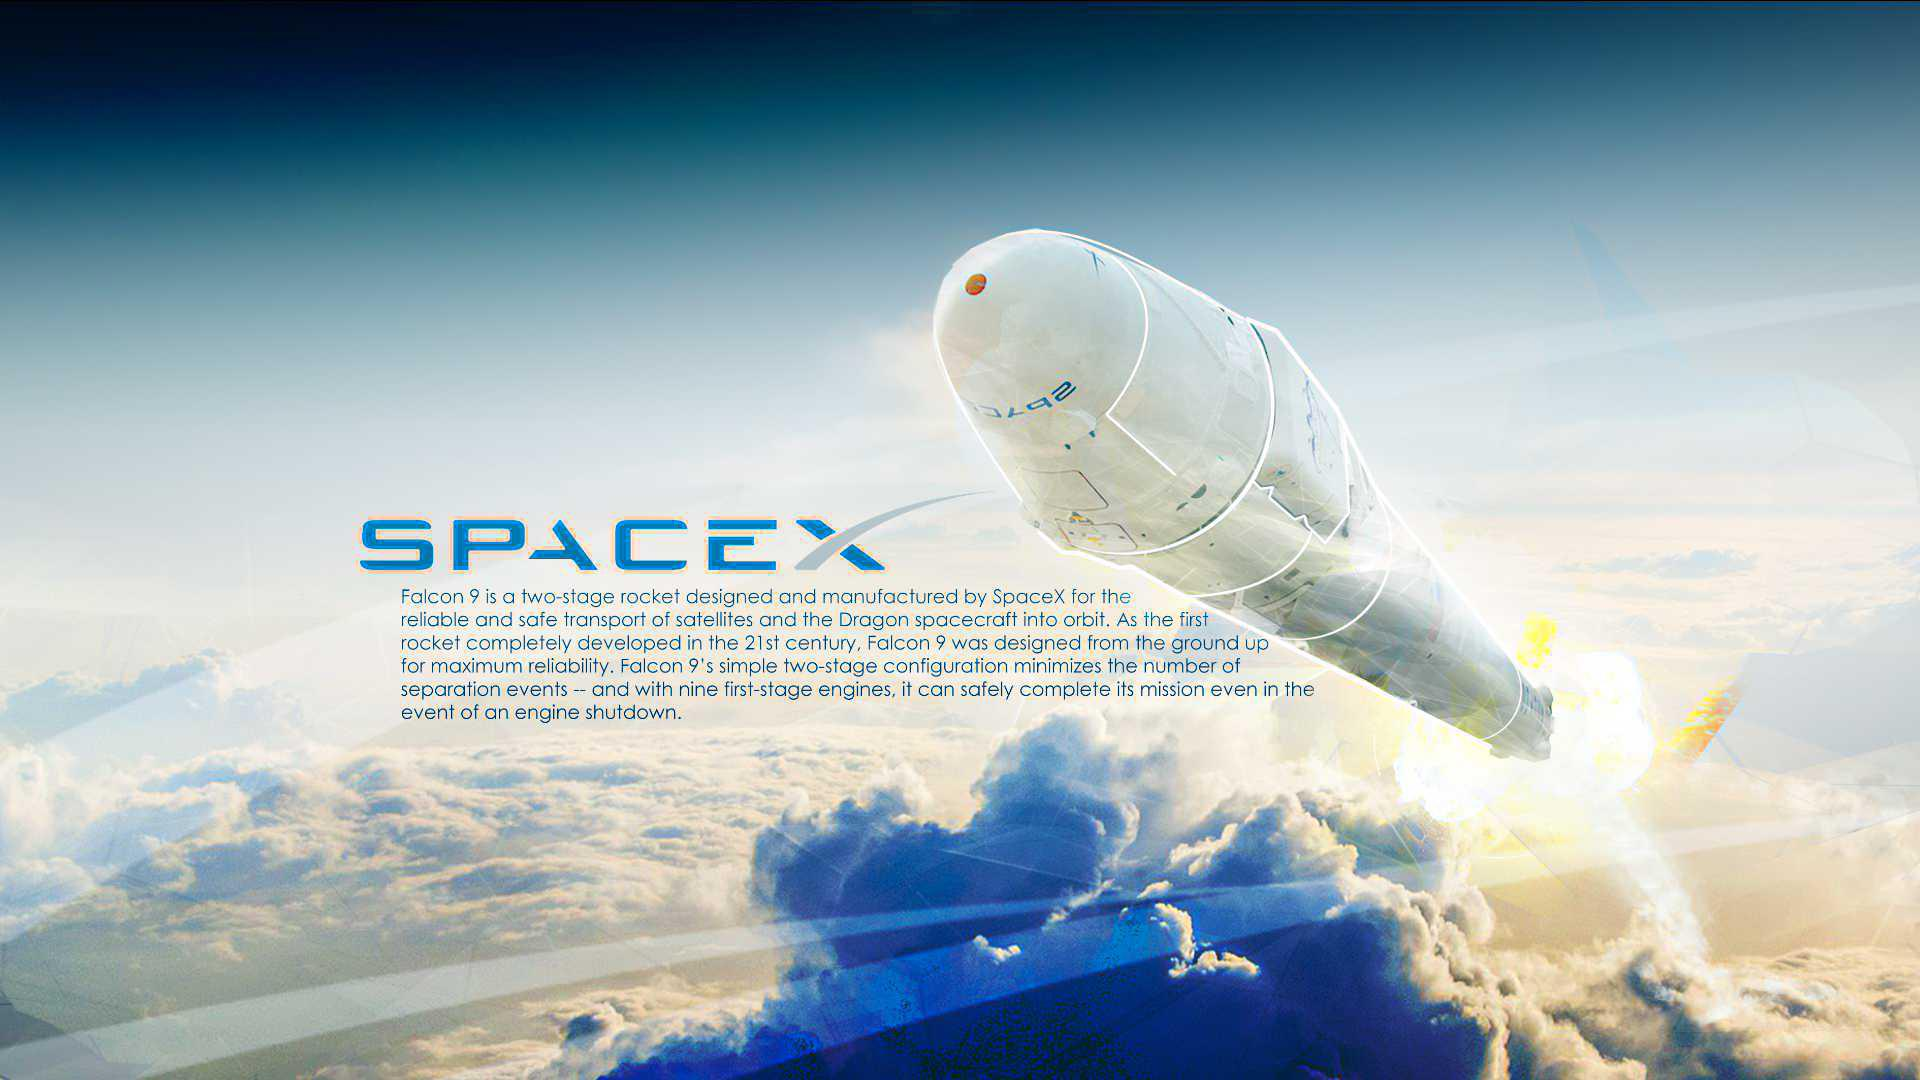 SPACEX
Falcon 9 is a two-stage rocket designed and manufactured by SpaceX for the
reliable and safe transport of satellites and the Dragon spacecraft into orbit. As the first
rocket completely developed in the 21st century, Falcon 9 was designed from the ground up
for maximum reliability. Falcon 9's simple two-stage configuration minimizes the number of
separation events -- and with nine first-stage engines, it can safely complete its mission even in the
event of an engine shutdown.